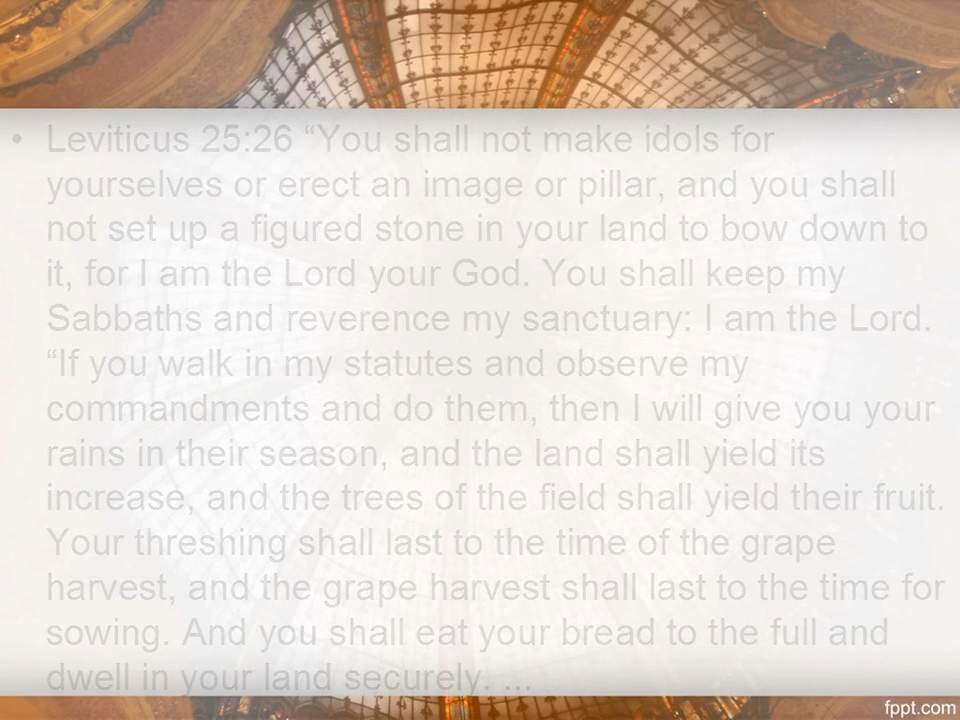 • Leviticus 25:26 “You shall not make idols for
yourselves or erect an image or pillar, and you shall
not set up a figured stone in your land to bow down to
it, for I am the Lord your God. You shall keep my
Sabbaths and reverence my sanctuary: I am the Lord.
“If you walk in my statutes and observe my
commandments and do them, then I will give you your
rains in their season, and the land shall yield its
increase, and the trees of the field shall yield their fruit.
Your threshing shall last to the time of the grape
harvest, and the grape harvest shall last to the time for
sowing. And you shall eat your bread to the full and
dwell in your land securely. ...
fppt.com